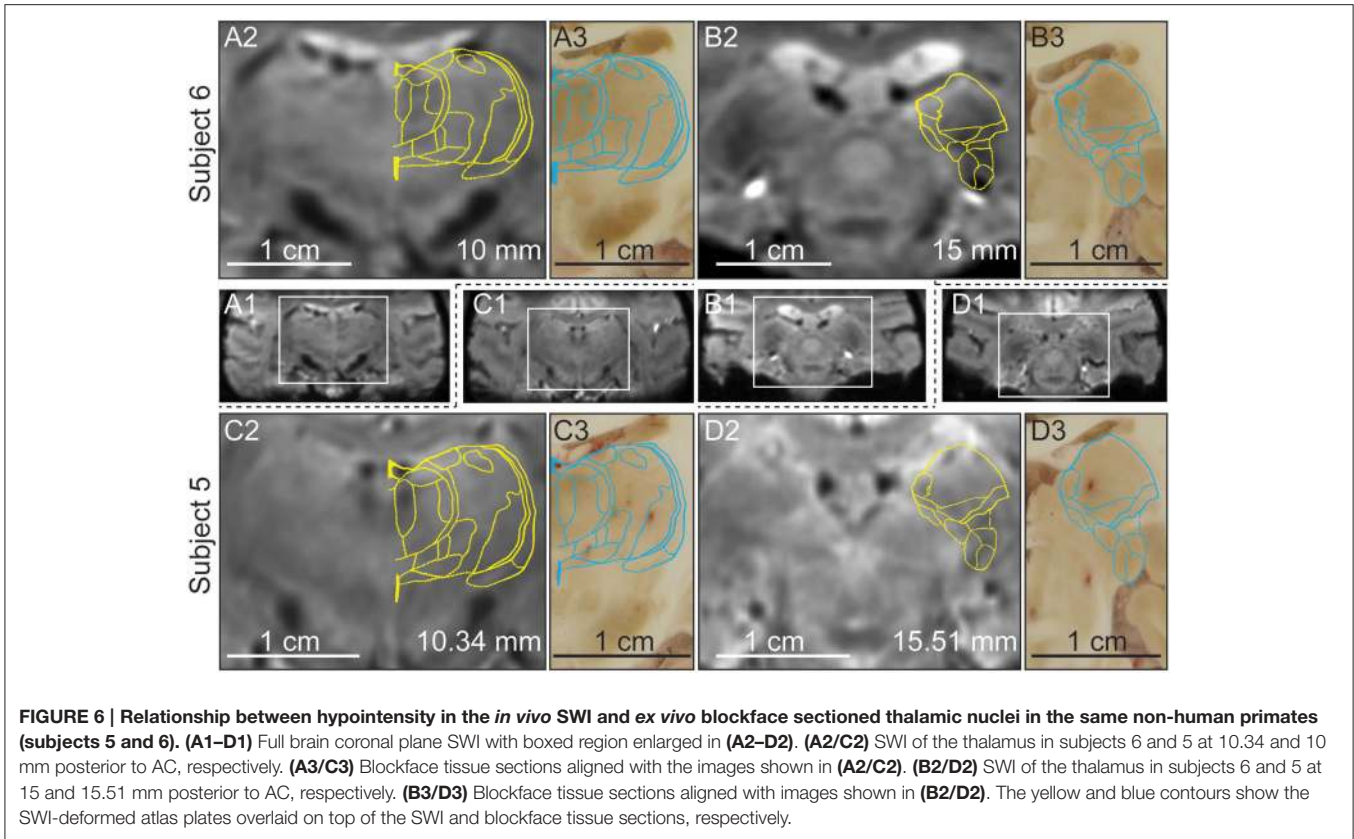 Subject 6
A2
1 cm
10 mm
A3
1 cm
B2
1 cm
15 mm
B3
1 cm
A1
C1
B1
D1
Subject 5
C2
1 cm
10.34 mm
C3
1 cm
D2
1 cm
15.51 mm
D3
1 cm
FIGURE 6 | Relationship between hypointensity in the in vivo SWI and ex vivo blockface sectioned thalamic nuclei in the same non-human primates
(subjects 5 and 6). (A1–D1) Full brain coronal plane SWI with boxed region enlarged in (A2–D2). (A2/C2) SWI of the thalamus in subjects 6 and 5 at 10.34 and 10
mm posterior to AC, respectively. (A3/C3) Blockface tissue sections aligned with the images shown in (A2/C2). (B2/D2) SWI of the thalamus in subjects 6 and 5 at
15 and 15.51 mm posterior to AC, respectively. (B3/D3) Blockface tissue sections aligned with images shown in (B2/D2). The yellow and blue contours show the
SWI-deformed atlas plates overlaid on top of the SWI and blockface tissue sections, respectively.